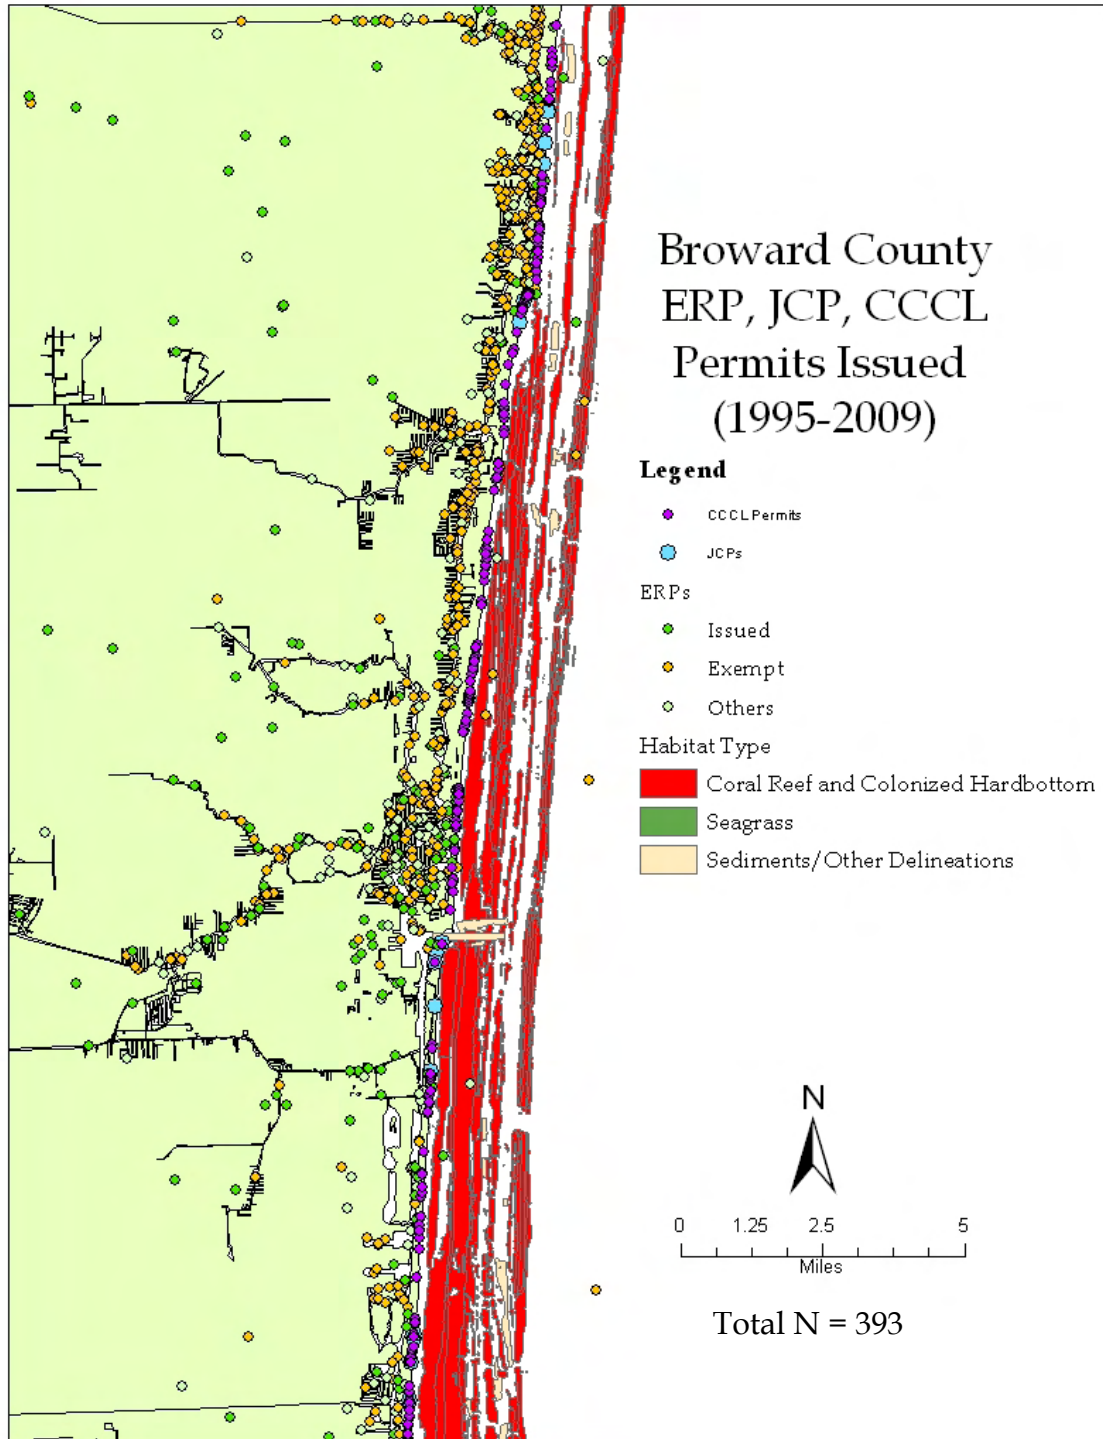 Broward County
ERP, JCP, CCCL
Permits Issued
(1995-2009)
Legend
CCCL Permits
JCPs
ERPs
Issued
Exempt
Others
Habitat Type
Coral Reef and Colonized Hardbottom
Seagrass
Sediments/Other Delineations
N
0 1.25 2.5 5
Miles
Total N = 393